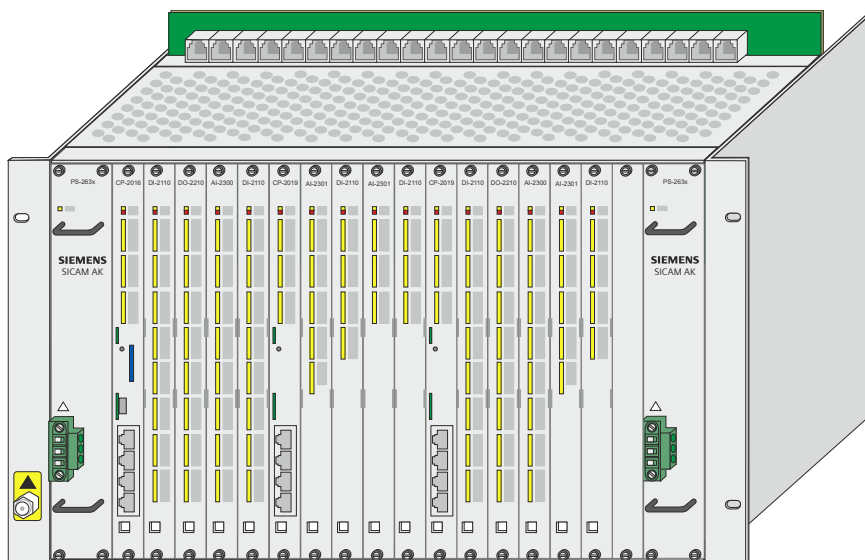 PS-263x CP-2016 DI-2110 DO-2210 AI-2300 DI-2110 CP-2019 AI-2301 DI-2110 AI-2301 DI-2110 CP-2019 DI-2110 DO-2210 AI-2300 AI-2301 DI-2110 PS-263x
SIEMENS
SICAM AK
SIEMENS
SICAM AK